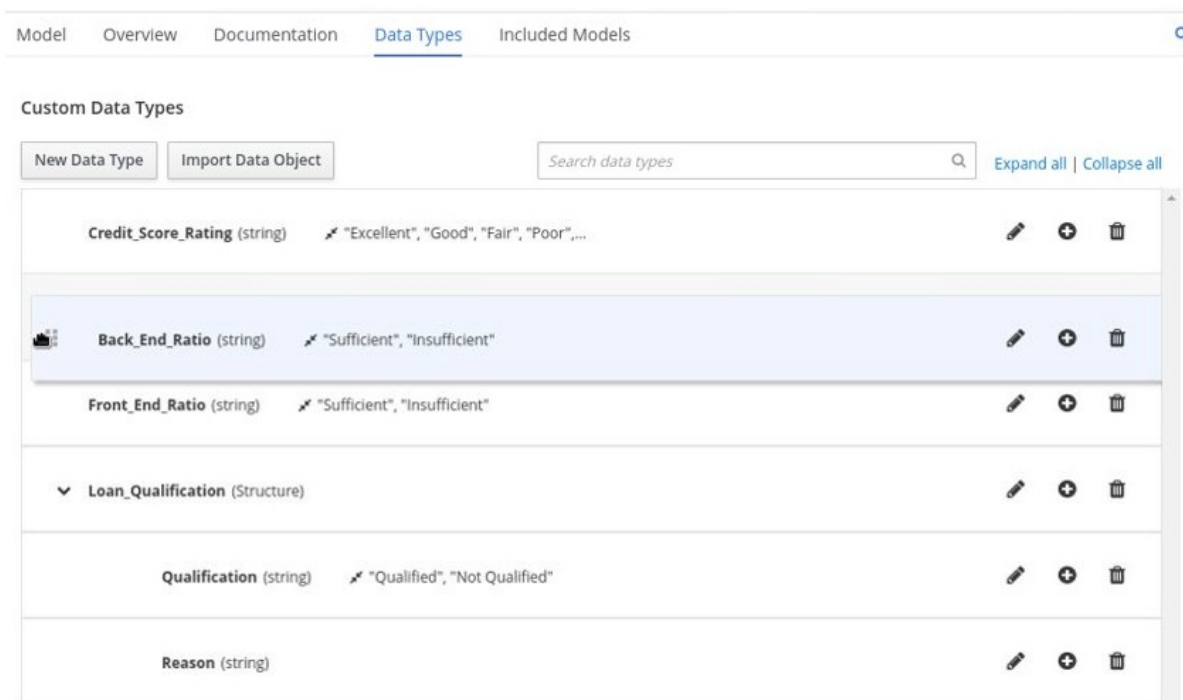 Model Overview Documentation Data Types Included Models
Custom Data Types
New Data Type Import Data Object Search data types Expand all | Collapse all
Credit_Score_Rating (string) "Excellent", "Good", "Fair", "Poor",...
Back_End_Ratio (string) "Sufficient", "Insufficient"
Front_End_Ratio (string) "Sufficient", "Insufficient"
Loan_Qualification (Structure)
Qualification (string) "Qualified", "Not Qualified"
Reason (string)